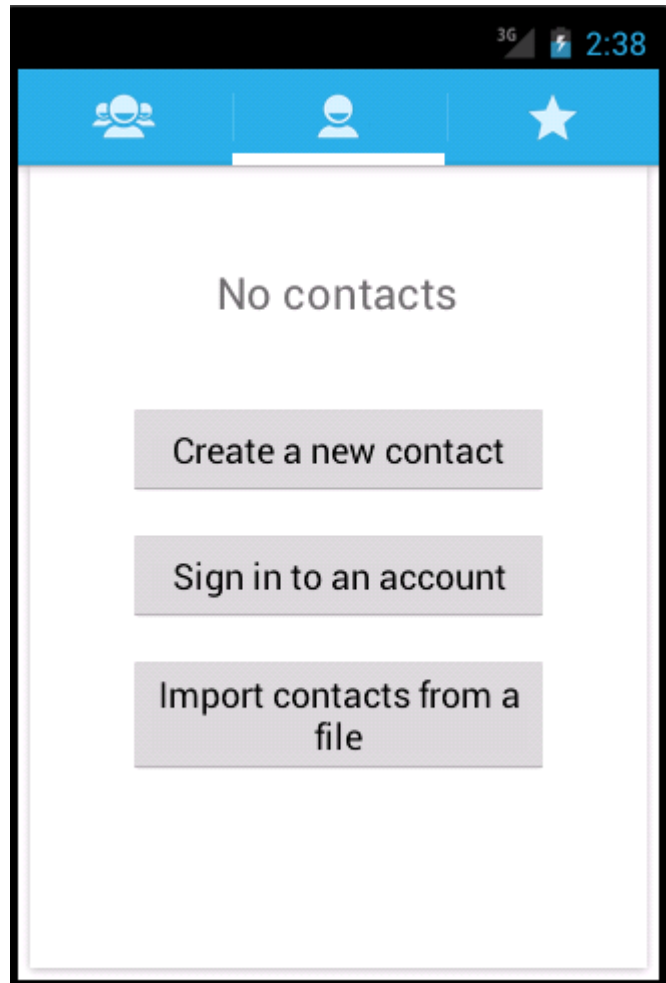 3G 2:38
No contacts
Create a new contact
Sign in to an account
Import contacts from a
file